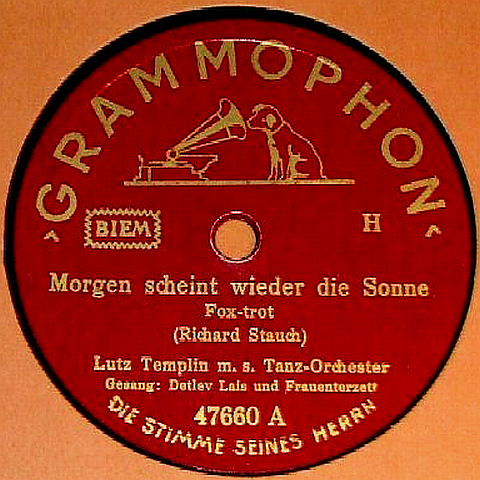 GRAMMOPHON
BIEM
H
Morgen scheint wieder die Sonne
Fox-trot
(Richard Stauch)
Lutz Templin m. s. Tanz-Orchester
Gesang: Detlev Lais und Frauenterzett
47660 A
DIE STIMME SEINES HERRN